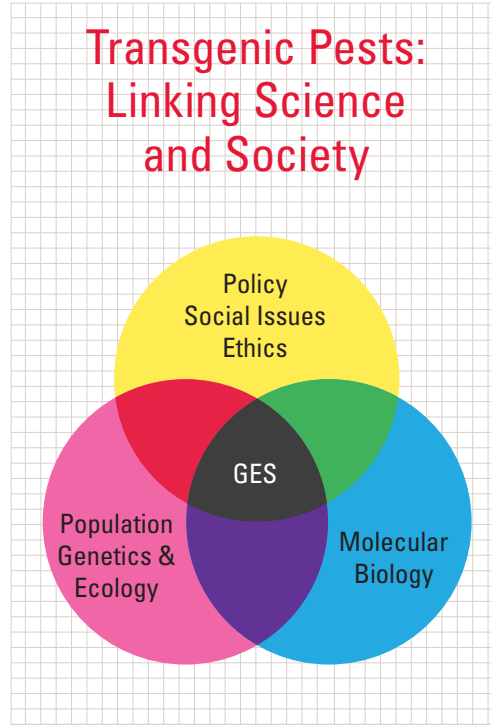 Transgenic Pests:
Linking Science
and Society
Policy
Social Issues
Ethics
GES
Population
Genetics &
Ecology
Molecular
Biology